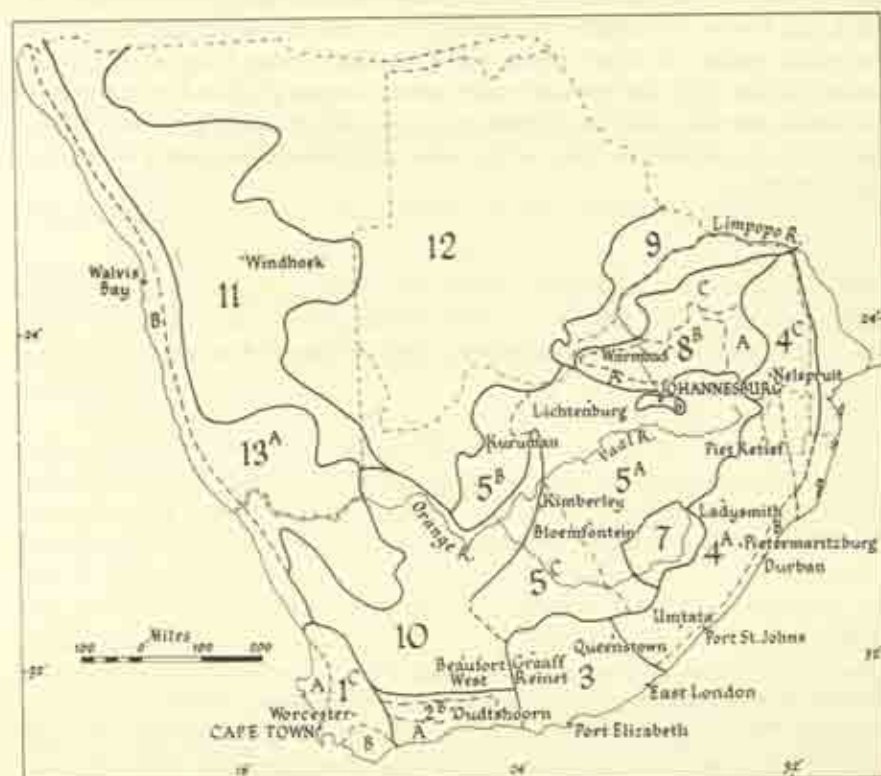 Limpopo R.
9
12
Windhoek
Walvis
Bay
11
B
C
24°
24°
Warmbad
8B
A
4C
A
Nelspruit
JOHANNESBURG
Lichtenburg
Kuruman
Vaal R.
Piet Retief
13A
5B
5A
Kimberley
Orange R.
Ladysmith
Bloemfontein
7
B
4A
Pietermaritzburg
Durban
5C
10
Umtata
Miles
100 0 100 200
Queenstown
Port St. Johns
32°
Beaufort
West
Graaff
Reinet
3
A
1C
East London
Worcester
2B
Oudtshoorn
CAPE TOWN
B
A
Port Elizabeth